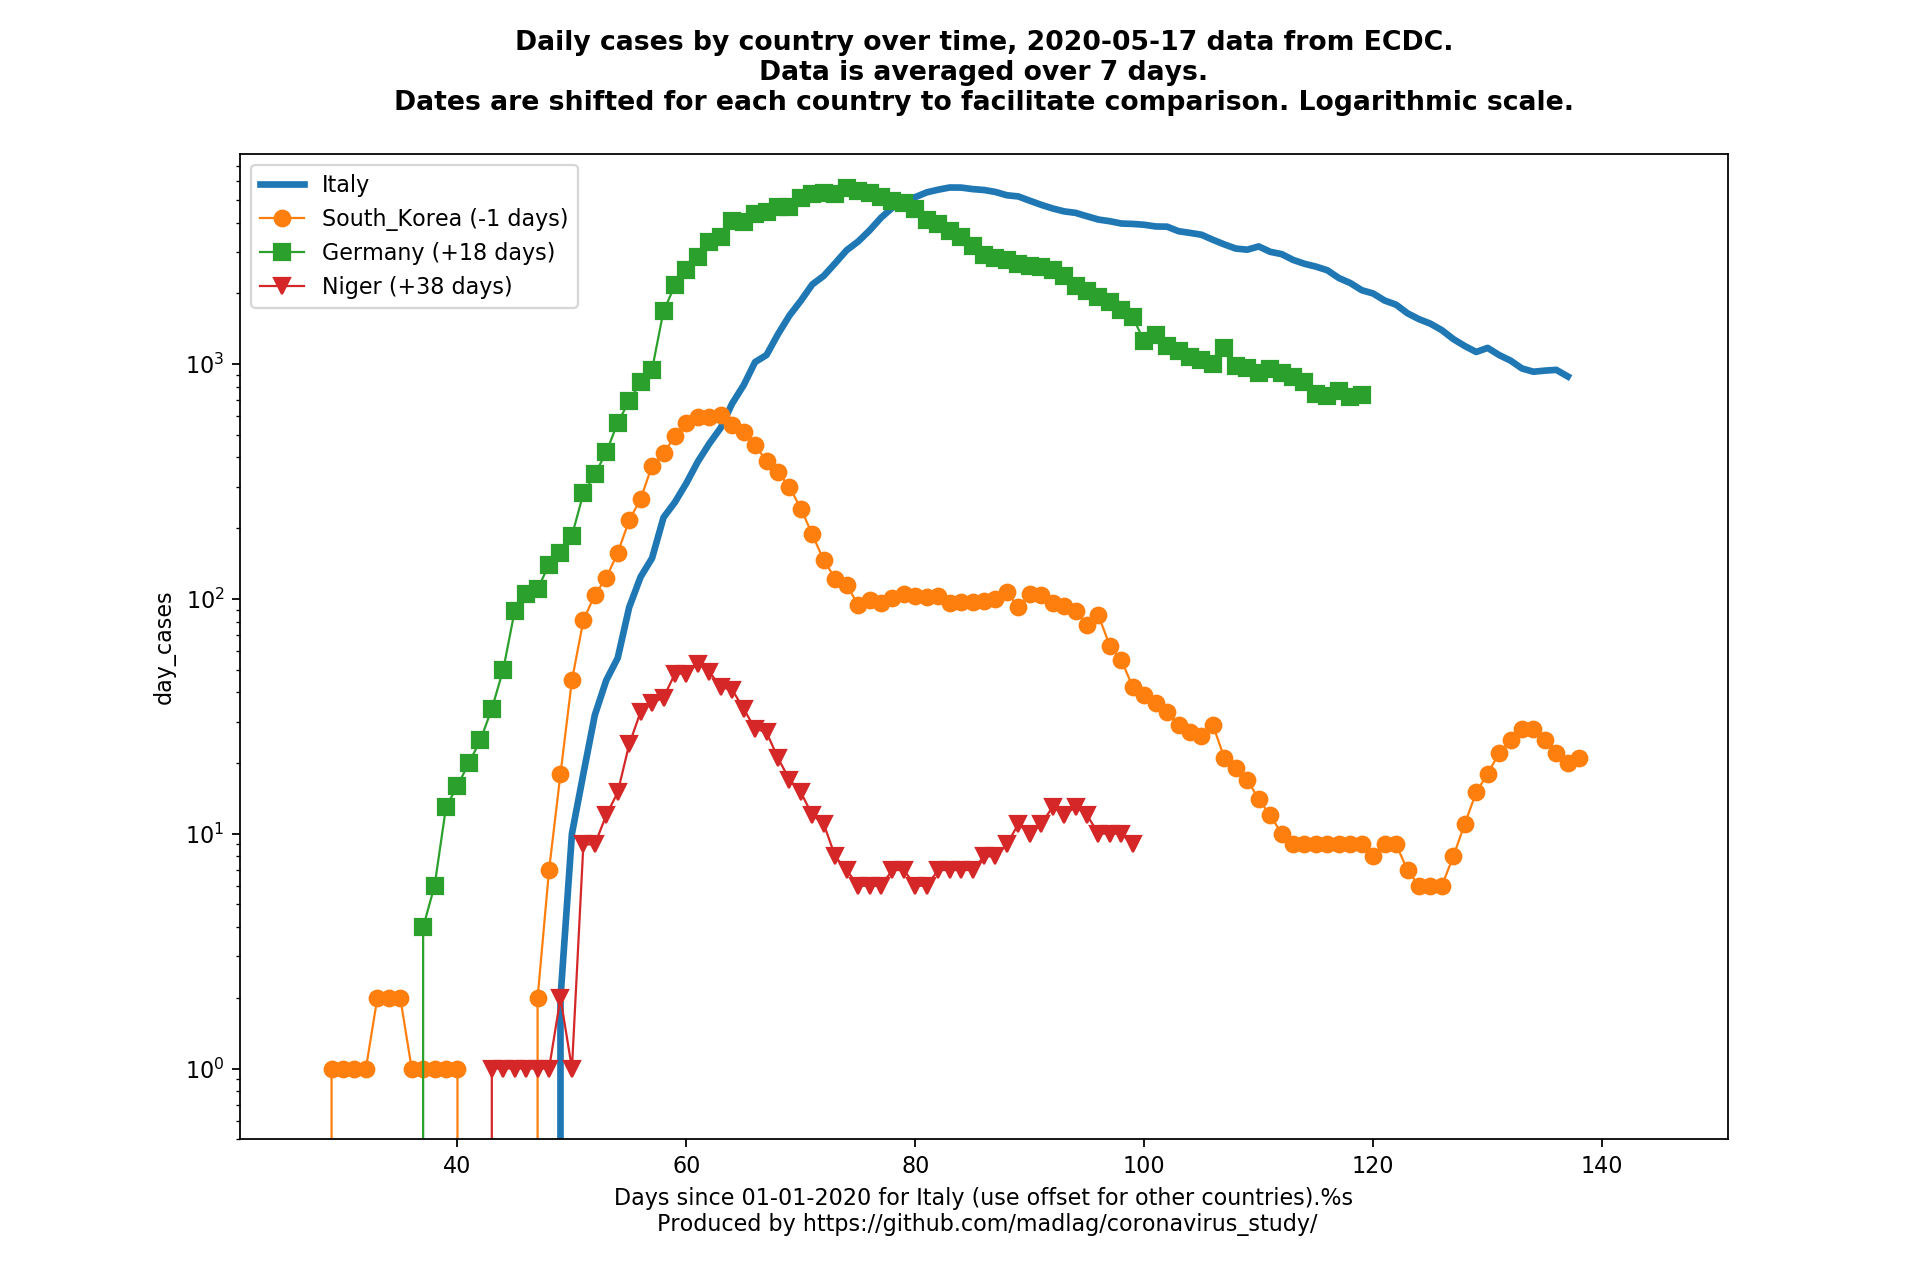 Daily cases by country over time, 2020-05-17 data from ECDC.
Data is averaged over 7 days.
Dates are shifted for each country to facilitate comparison. Logarithmic scale.
Italy
South_Korea (-1 days)
Germany (+18 days)
Niger (+38 days)
day_cases
10³
10²
10¹
10⁰
40 60 80 100 120 140
Days since 01-01-2020 for Italy (use offset for other countries).%s
Produced by https://github.com/madlag/coronavirus_study/